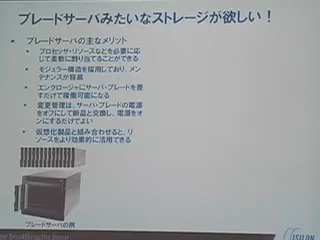 ブレードサーバみたいなストレージが欲しい！
• ブレードサーバの主なメリット
• プロセッサ・リソースなどを必要に応
じて柔軟に割り当てることができる
• モジュラー構造を採用しており、メン
テナンスが容易
• エンクロージャにサーバ・ブレードを差
すだけで稼働可能になる
• 変更管理は、サーバ・ブレードの電源
をオフにして新品と交換し、電源をオ
ンにするだけでよい
• 仮想化製品と組み合わせると、リ
ソースをより効果的に活用できる
ブレードサーバの例
ISILON